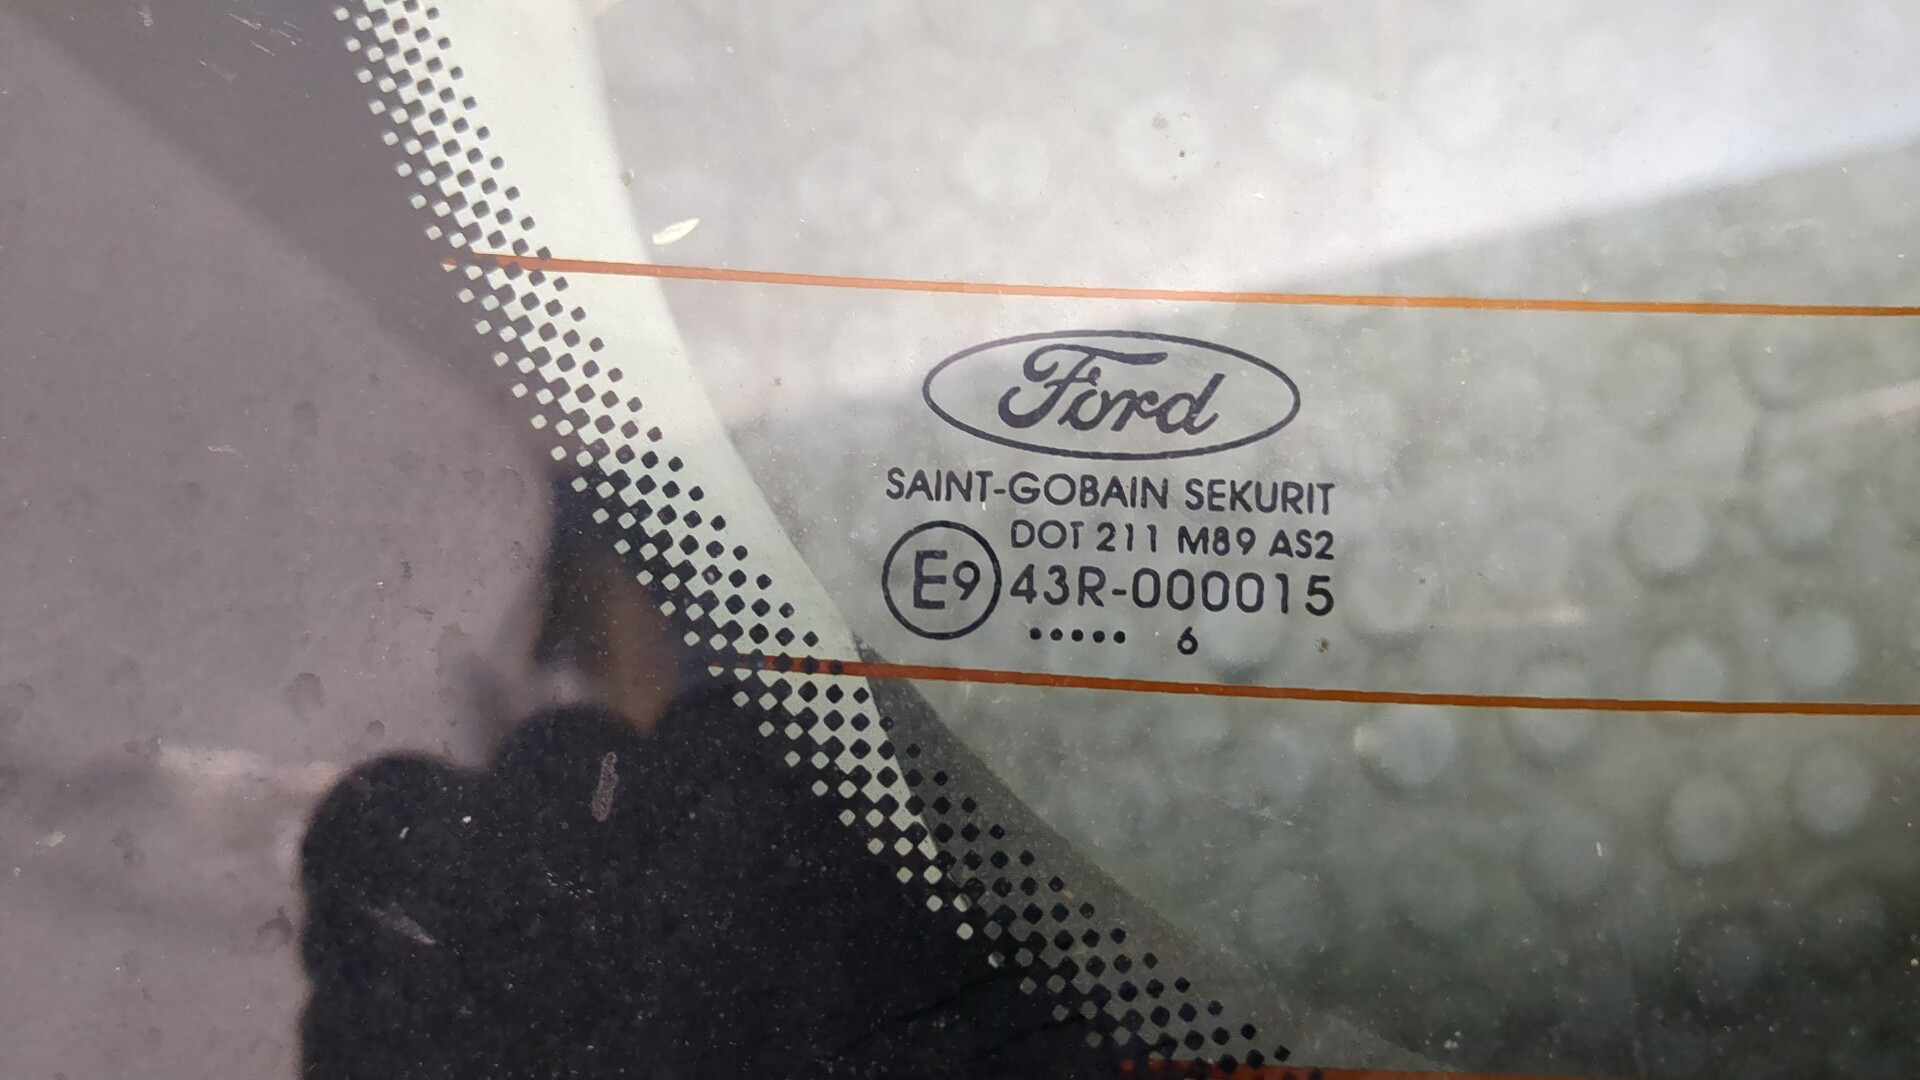 Ford
SAINT-GOBAIN SEKURIT
DOT 211 M89 AS2
E9 43R-000015
..... 6